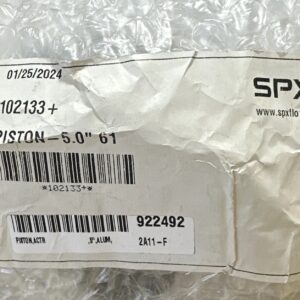 01/25/2024
SPX
102133+
www.spxflo
PISTON-5.0" 61
*102133+*
922492
PISTON,ACTR ,5",ALUM, 2A11-F